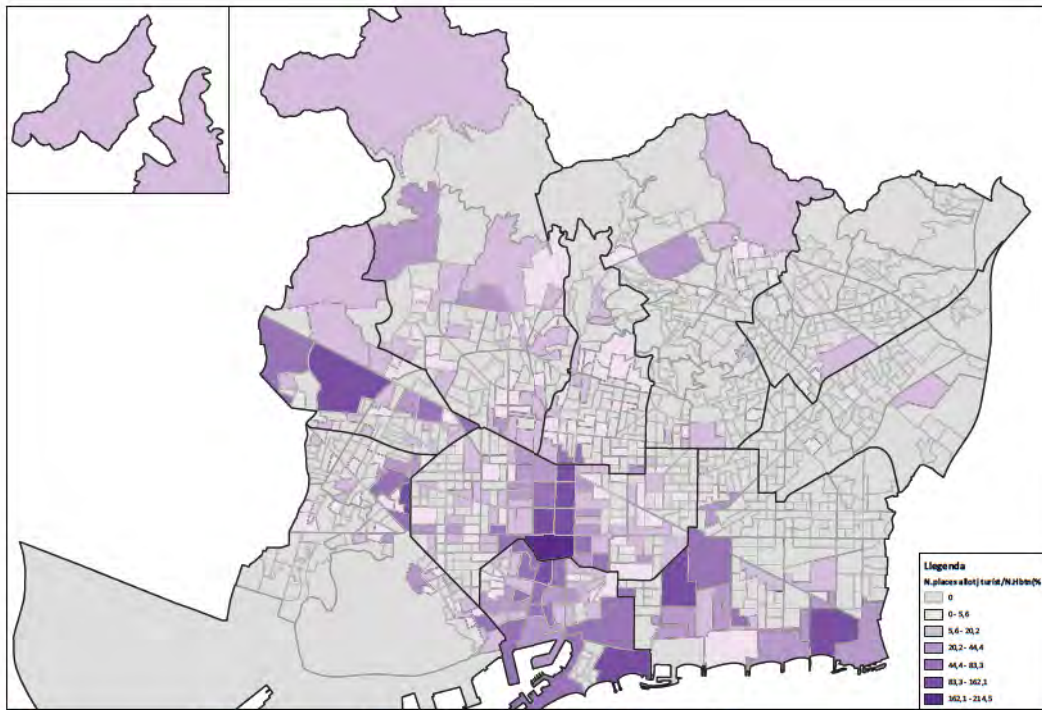 Llegenda
N.places allotj turist/N.Hbtn(%
0
0 - 5,6
5,6 - 20,2
20,2 - 44,4
44,4 - 83,3
83,3 - 162,1
162,1 - 214,5